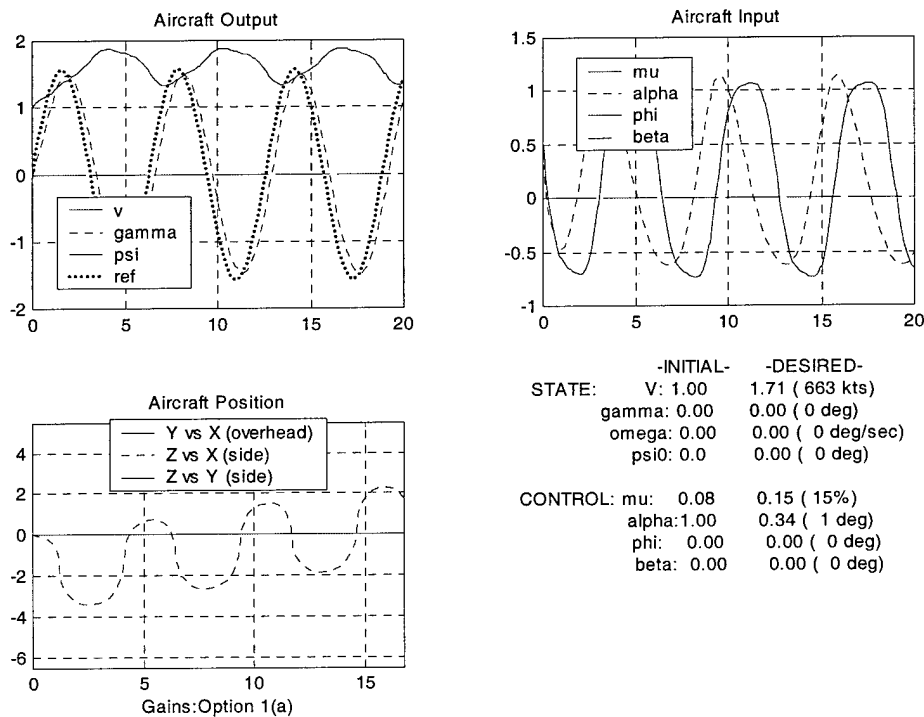 Aircraft Output
2
1
0
-1
-2
0
5
10
15
20
v
gamma
psi
ref
Aircraft Input
1.5
1
0.5
0
-0.5
-1
0
5
10
15
20
mu
alpha
phi
beta
Aircraft Position
4
2
0
-2
-4
-6
0
5
10
15
Y vs X (overhead)
Z vs X (side)
Z vs Y (side)
Gains:Option 1(a)
-INITIAL- -DESIRED-
STATE: V: 1.00 1.71 ( 663 kts)
gamma: 0.00 0.00 ( 0 deg)
omega: 0.00 0.00 ( 0 deg/sec)
psi0: 0.0 0.00 ( 0 deg)
CONTROL: mu: 0.08 0.15 ( 15%)
alpha:1.00 0.34 ( 1 deg)
phi: 0.00 0.00 ( 0 deg)
beta: 0.00 0.00 ( 0 deg)